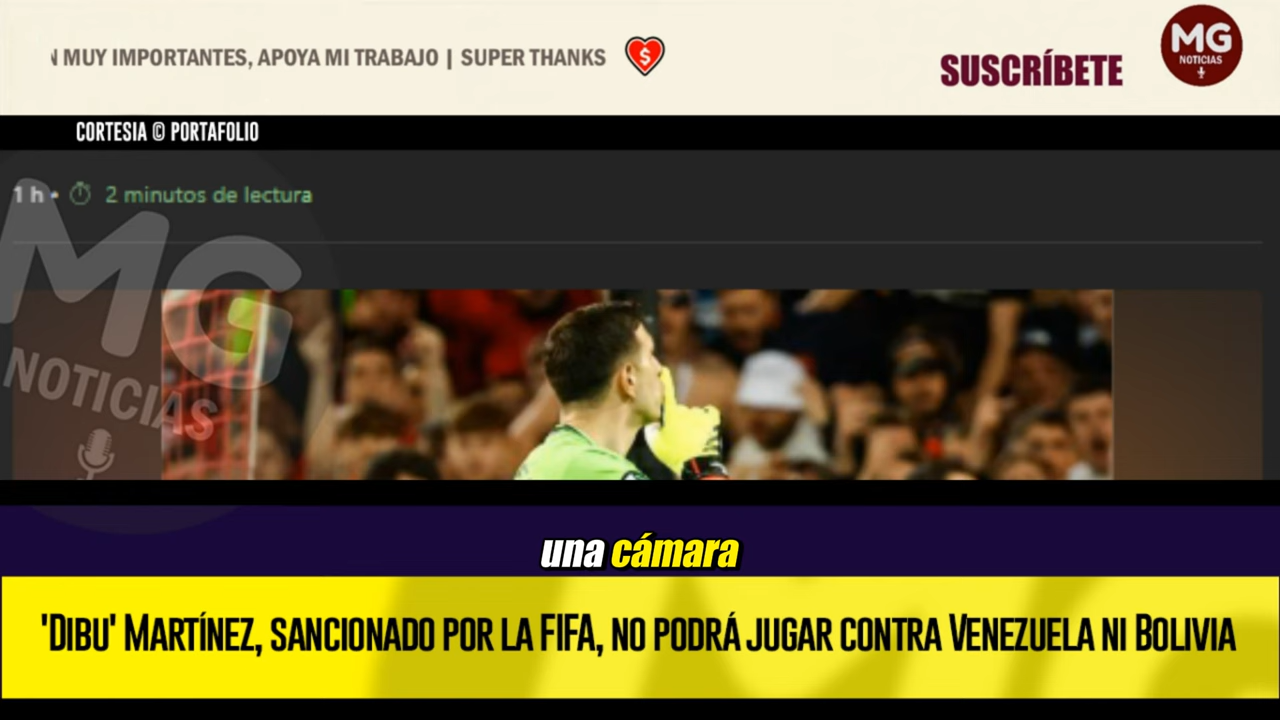 N MUY IMPORTANTES, APOYA MI TRABAJO | SUPER THANKS
$
SUSCRÍBETE
MG
NOTICIAS
CORTESIA © PORTAFOLIO
1 h •
2 minutos de lectura
MG
NOTICIAS
una cámara
'DIBU' MARTÍNEZ, SANCIONADO POR LA FIFA, NO PODRÁ JUGAR CONTRA VENEZUELA NI BOLIVIA